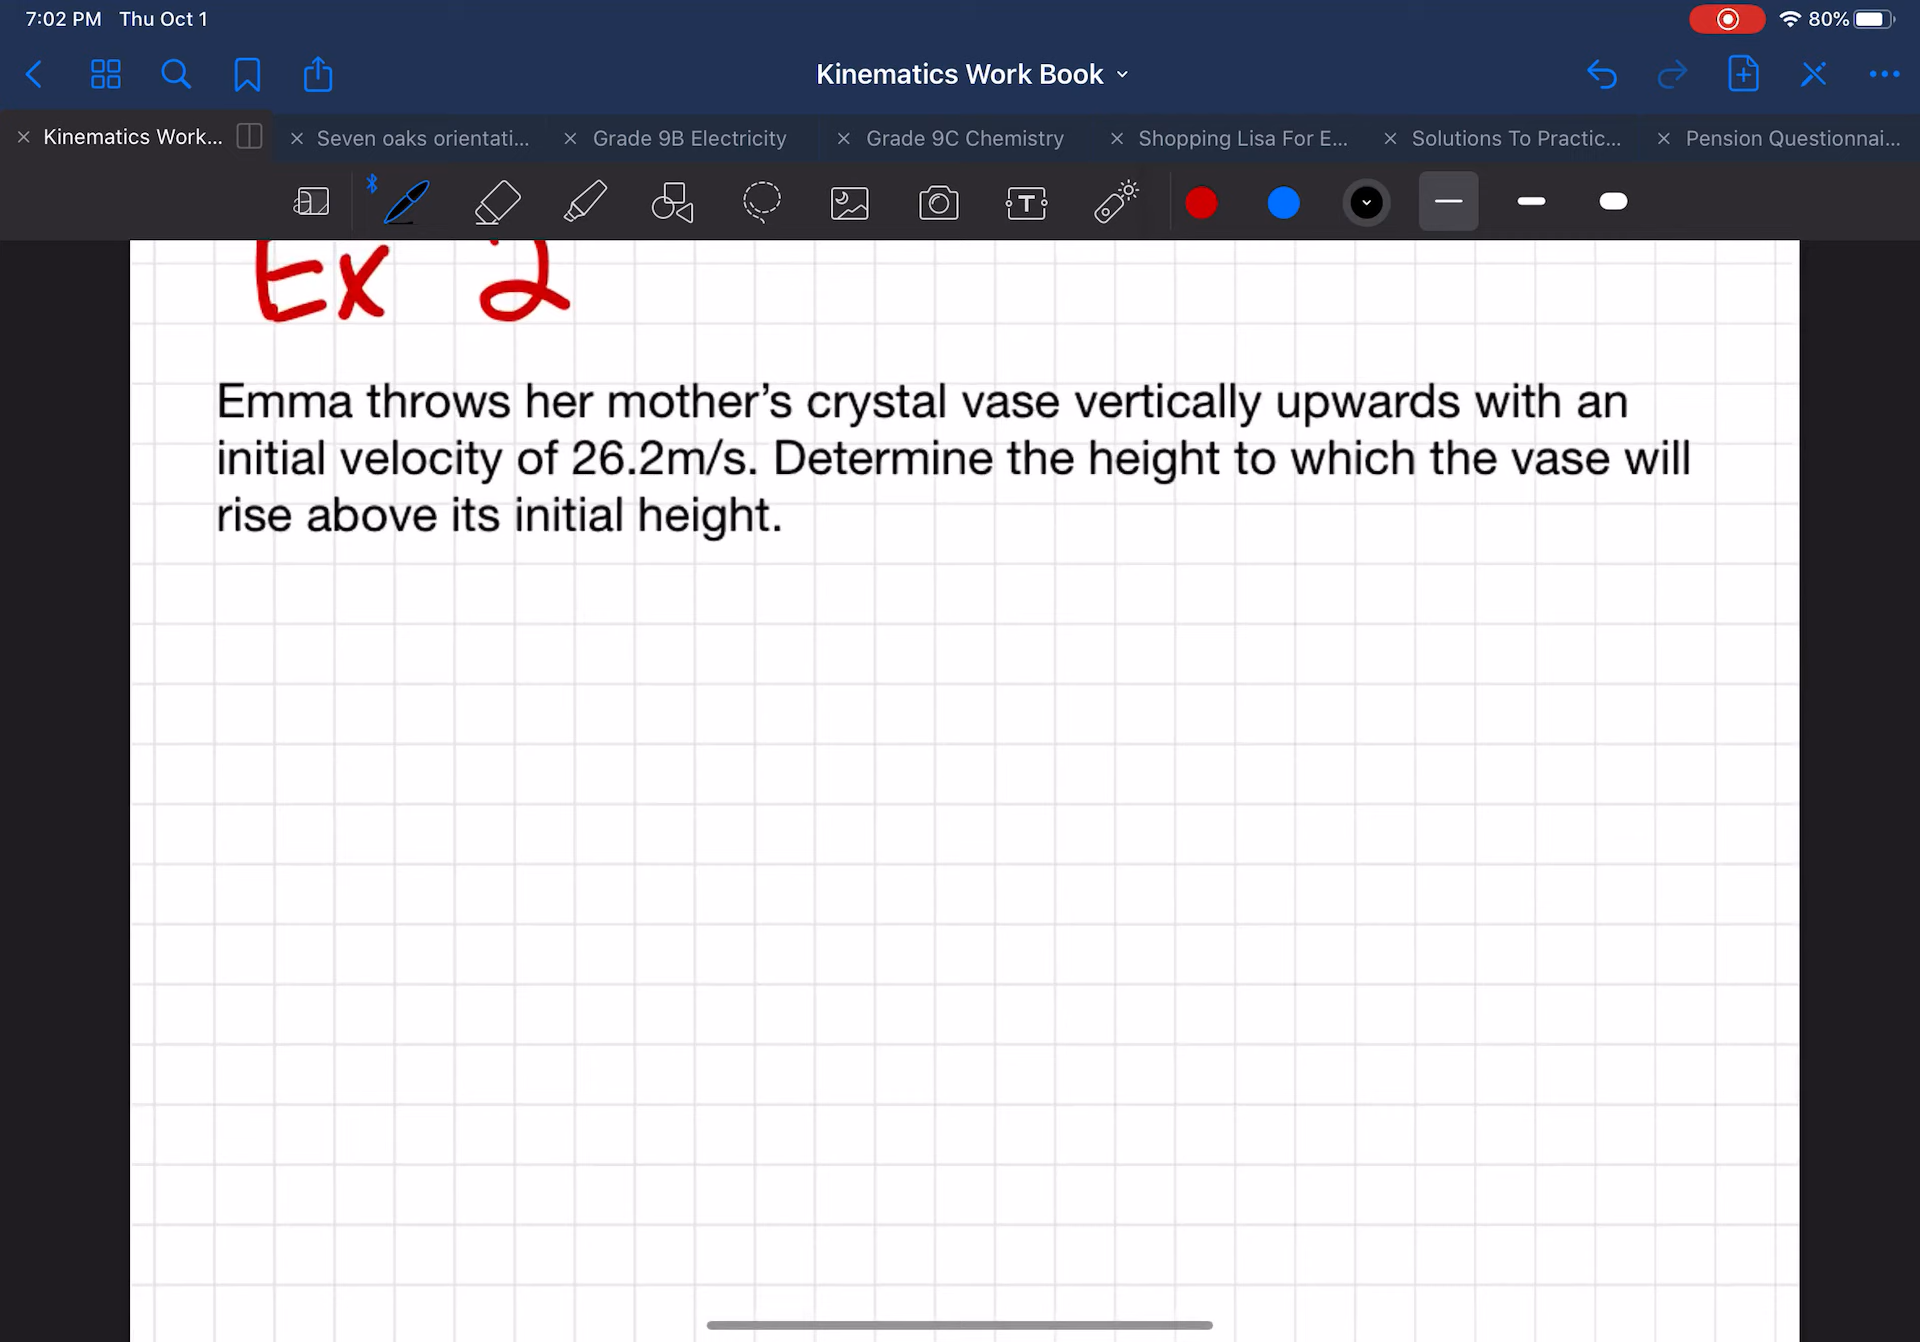 7:02 PM Thu Oct 1
80%
Kinematics Work Book
Kinematics Work...
Seven oaks orientati...
Grade 9B Electricity
Grade 9C Chemistry
Shopping Lisa For E...
Solutions To Practic...
Pension Questionnai...
Ex 2
Emma throws her mother’s crystal vase vertically upwards with an
initial velocity of 26.2m/s. Determine the height to which the vase will
rise above its initial height.